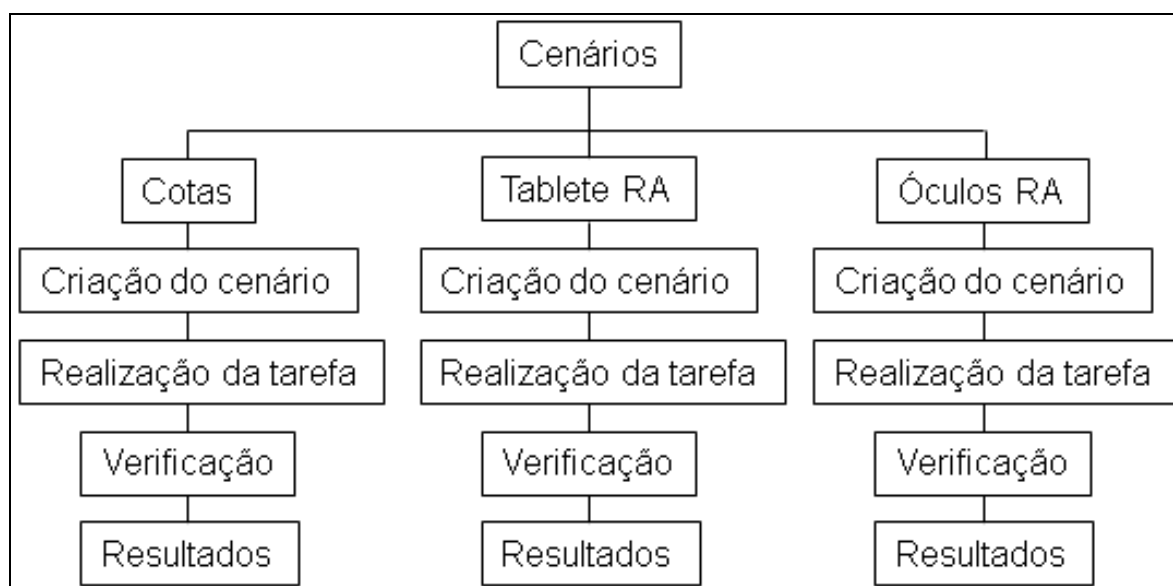 Cenários
Cotas
Criação do cenário
Realização da tarefa
Verificação
Resultados
Tablete RA
Criação do cenário
Realização da tarefa
Verificação
Resultados
Óculos RA
Criação do cenário
Realização da tarefa
Verificação
Resultados